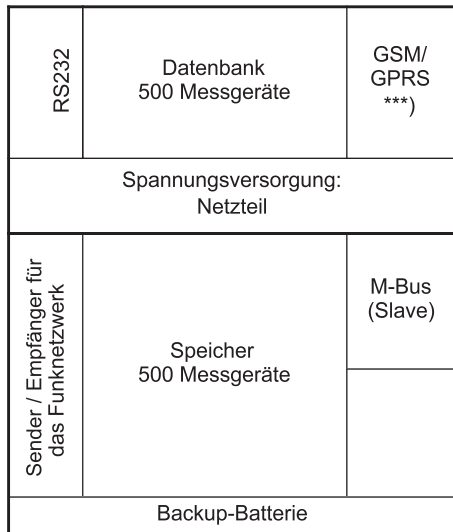 RS232
Datenbank
500 Messgeräte
GSM/
GPRS
***)
Spannungsversorgung:
Netzteil
Sender / Empfänger für
das Funknetzwerk
Speicher
500 Messgeräte
M-Bus
(Slave)
Backup-Batterie